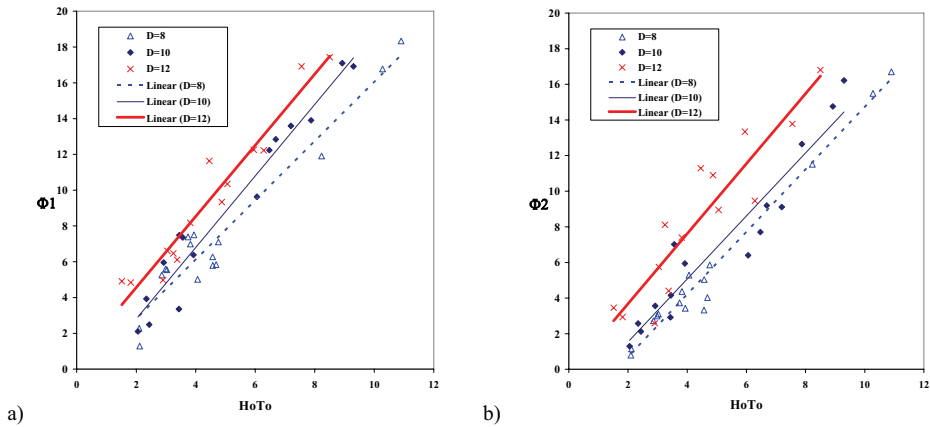 20
18
16
14
12
10
8
6
4
2
0
Φ1
D=8
D=10
D=12
Linear (D=8)
Linear (D=10)
Linear (D=12)
0 2 4 6 8 10 12
HoTo
a)
20
18
16
14
12
10
8
6
4
2
0
Φ2
D=8
D=10
D=12
Linear (D=8)
Linear (D=10)
Linear (D=12)
0 2 4 6 8 10 12
HoTo
b)